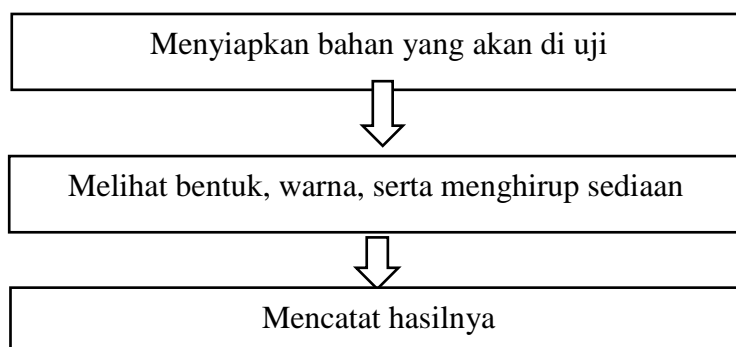 Menyiapkan bahan yang akan di uji
Melihat bentuk, warna, serta menghirup sediaan
Mencatat hasilnya